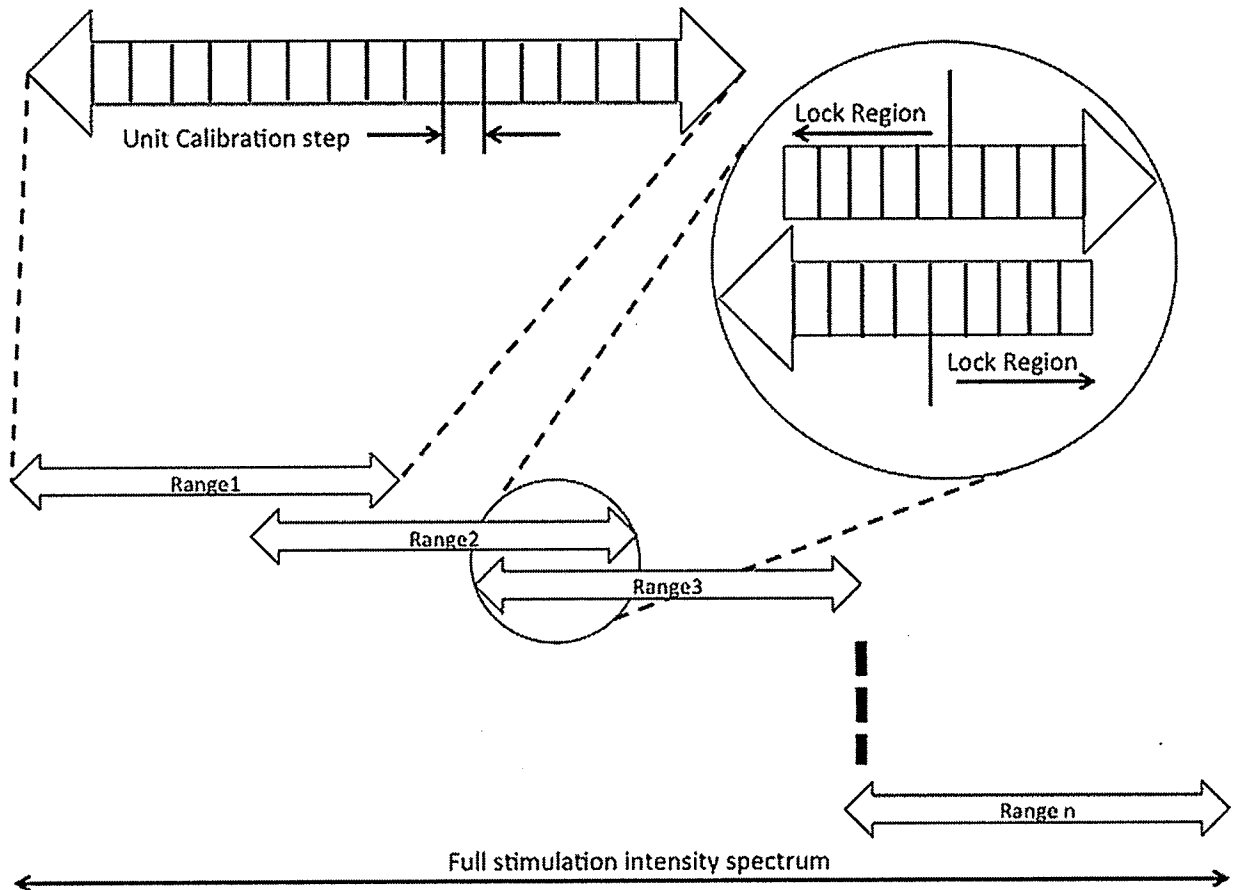 Unit Calibration step
Lock Region
Lock Region
Range1
Range2
Range3
Range n
Full stimulation intensity spectrum